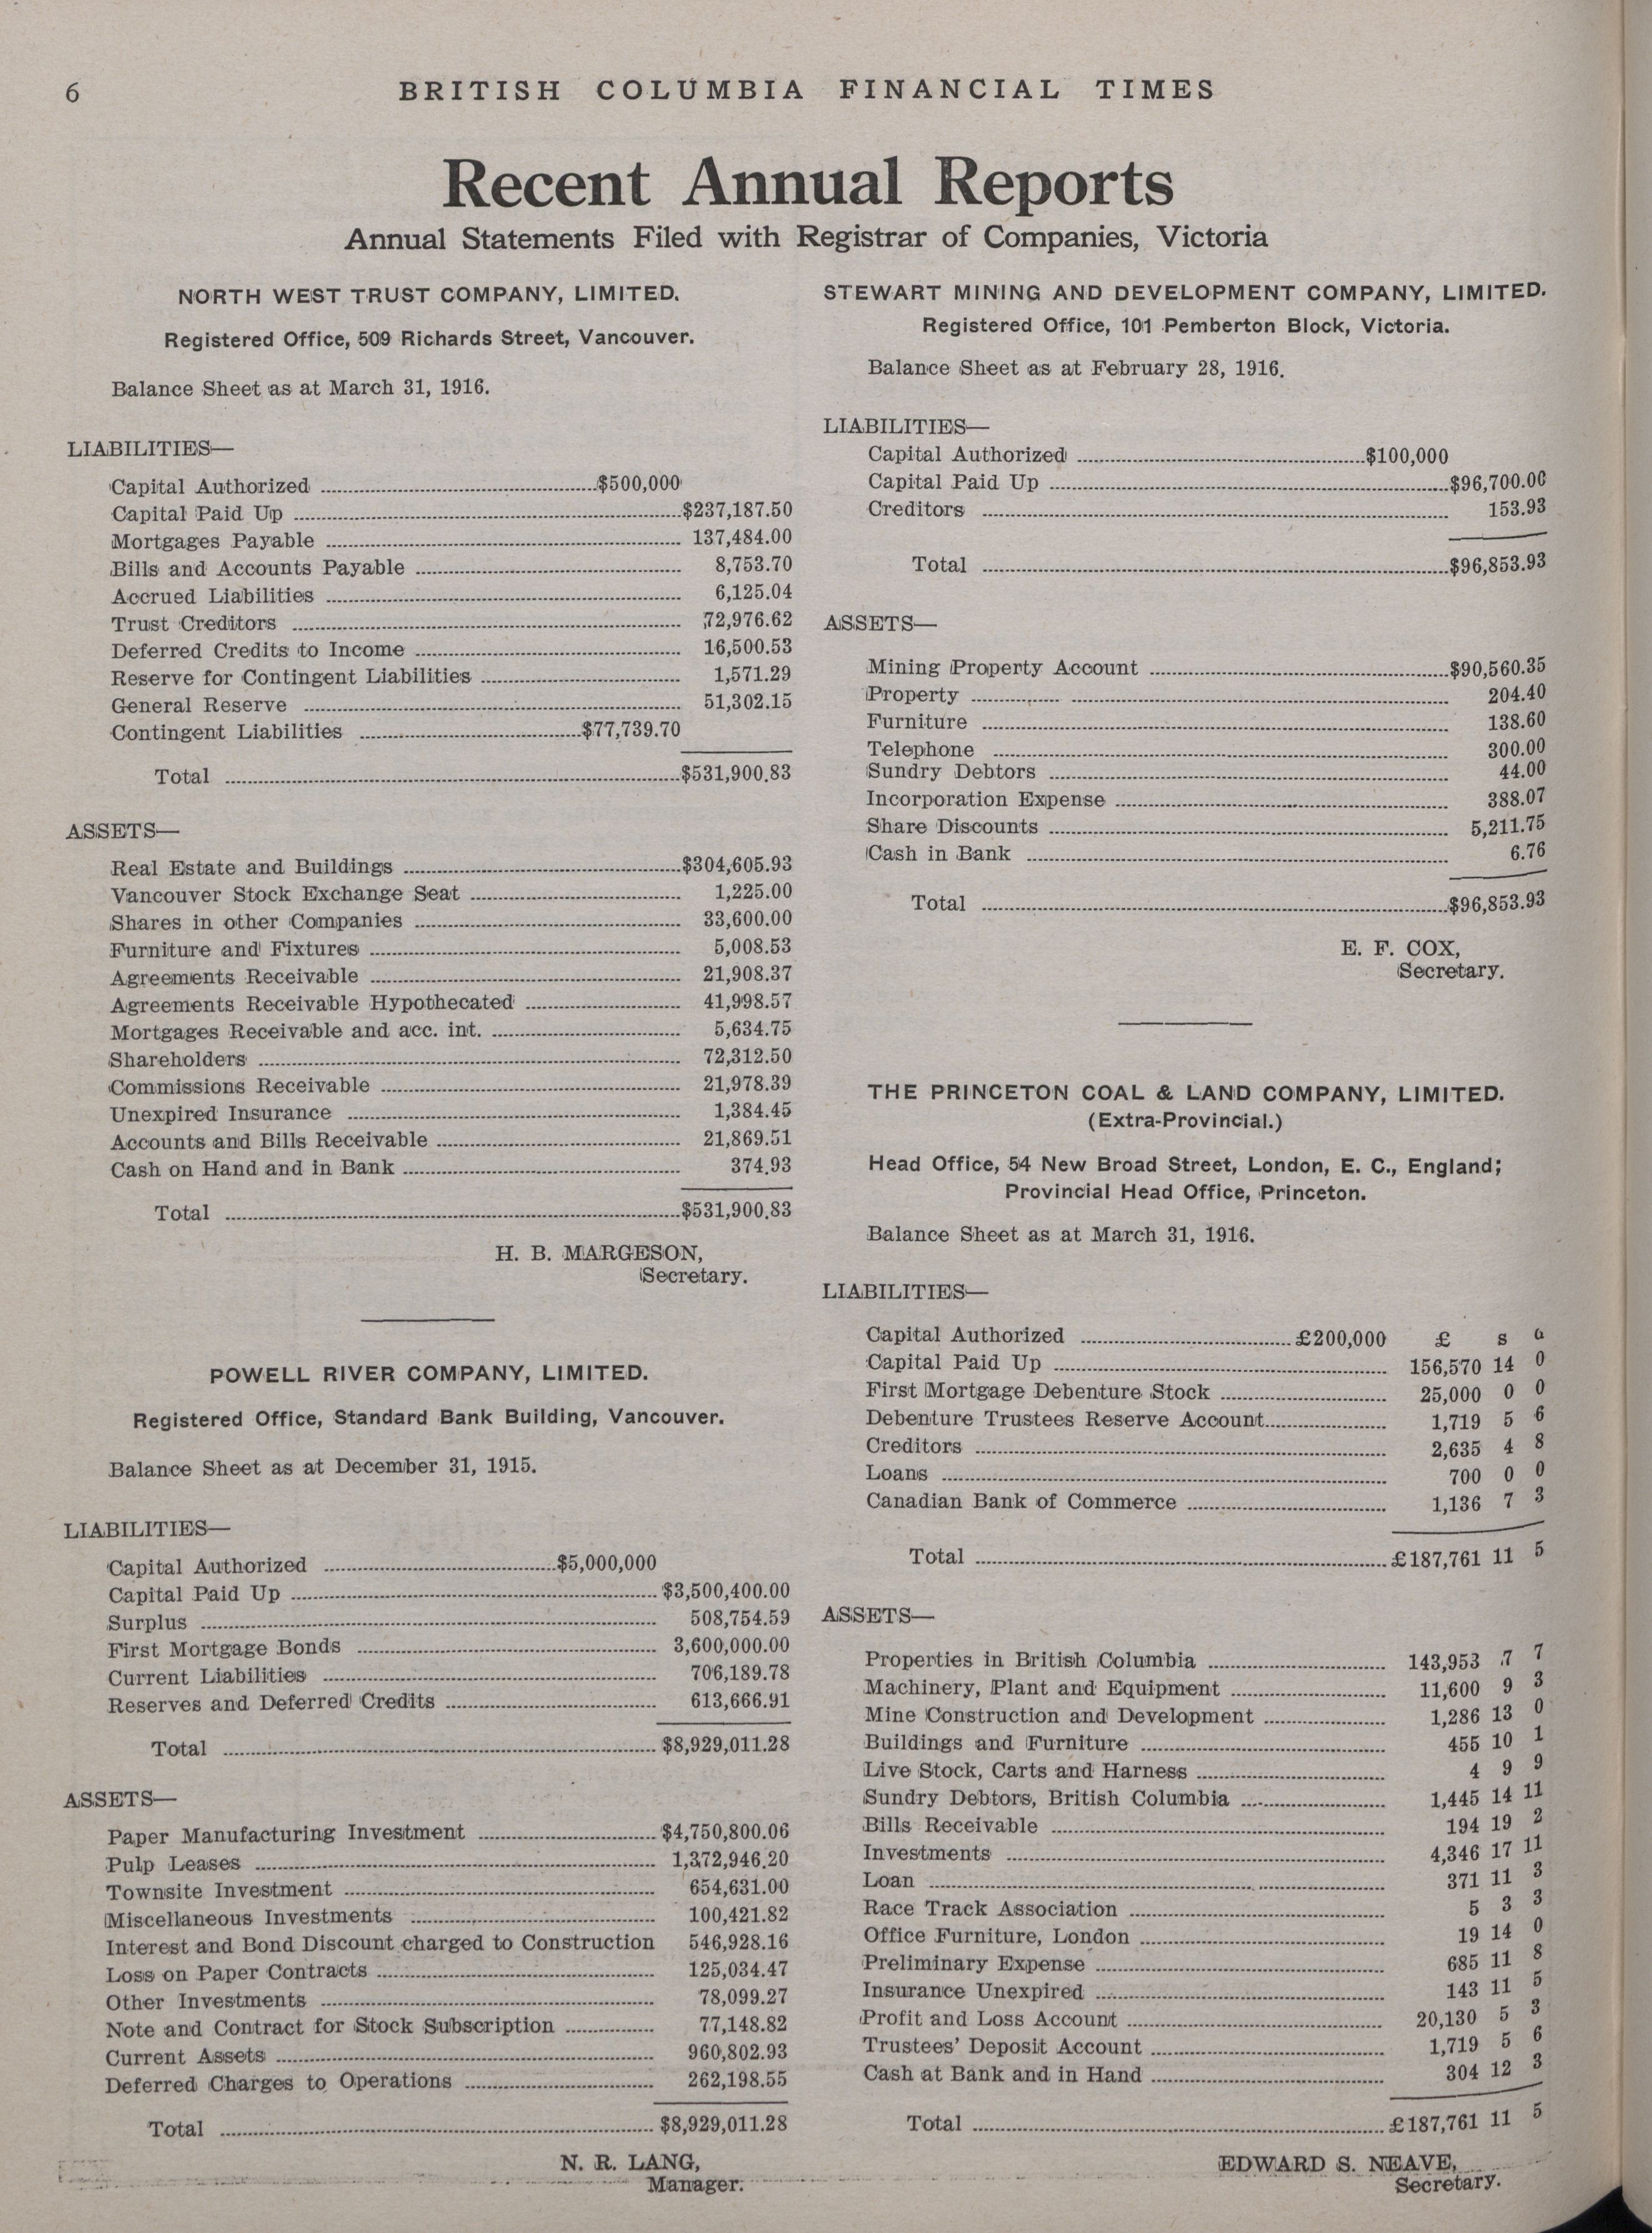 6
BRITISH COLUMBIA FINANCIAL TIMES
Recent Annual Reports
Annual Statements Filed with Registrar of Companies, Victoria
NORTH WEST TRUST COMPANY, LIMITED.
Registered Office, 509 Richards Street, Vancouver.
Balance Sheet as at March 31, 1916.
LIABILITIES—
Capital Authorized $500,000
Capital Paid Up $237,187.50
Mortgages Payable 137,484.00
Bills and Accounts Payable 8,753.70
Accrued Liabilities 6,125.04
Trust Creditors 72,976.62
Deferred Credits to Income 16,500.53
Reserve for Contingent Liabilities 1,571.29
General Reserve 51,302.15
Contingent Liabilities $77,739.70
Total $531,900.83
ASSETS—
Real Estate and Buildings $304,605.93
Vancouver Stock Exchange Seat 1,225.00
Shares in other Companies 33,600.00
Furniture and Fixtures 5,008.53
Agreements Receivable 21,908.37
Agreements Receivable Hypothecated 41,998.57
Mortgages Receivable and acc. int. 5,634.75
Shareholders 72,312.50
Commissions Receivable 21,978.39
Unexpired Insurance 1,384.45
Accounts and Bills Receivable 21,869.51
Cash on Hand and in Bank 374.93
Total $531,900.83
H. B. MARGESON,
Secretary.
POWELL RIVER COMPANY, LIMITED.
Registered Office, Standard Bank Building, Vancouver.
Balance Sheet as at December 31, 1915.
LIABILITIES—
Capital Authorized $5,000,000
Capital Paid Up $3,500,400.00
Surplus 508,754.59
First Mortgage Bonds 3,600,000.00
Current Liabilities 706,189.78
Reserves and Deferred Credits 613,666.91
Total $8,929,011.28
ASSETS—
Paper Manufacturing Investment $4,750,800.06
Pulp Leases 1,372,946.20
Townsite Investment 654,631.00
Miscellaneous Investments 100,421.82
Interest and Bond Discount charged to Construction 546,928.16
Loss on Paper Contracts 125,034.47
Other Investments 78,099.27
Note and Contract for Stock Subscription 77,148.82
Current Assets 960,802.93
Deferred Charges to Operations 262,198.55
Total $8,929,011.28
N. R. LANG,
Manager.
STEWART MINING AND DEVELOPMENT COMPANY, LIMITED.
Registered Office, 101 Pemberton Block, Victoria.
Balance Sheet as at February 28, 1916.
LIABILITIES—
Capital Authorized $100,000
Capital Paid Up $96,700.00
Creditors 153.93
Total $96,853.93
ASSETS—
Mining Property Account $90,560.35
Property 204.40
Furniture 138.60
Telephone 300.00
Sundry Debtors 44.00
Incorporation Expense 388.07
Share Discounts 5,211.75
Cash in Bank 6.76
Total $96,853.93
E. F. COX,
Secretary.
THE PRINCETON COAL & LAND COMPANY, LIMITED.
(Extra-Provincial.)
Head Office, 54 New Broad Street, London, E. C., England;
Provincial Head Office, Princeton.
Balance Sheet as at March 31, 1916.
LIABILITIES—
Capital Authorized £200,000 £ s d
Capital Paid Up 156,570 14 0
First Mortgage Debenture Stock 25,000 0 0
Debenture Trustees Reserve Account 1,719 5 6
Creditors 2,635 4 8
Loans 700 0 0
Canadian Bank of Commerce 1,136 7 3
Total £187,761 11 5
ASSETS—
Properties in British Columbia 143,953 7 7
Machinery, Plant and Equipment 11,600 9 3
Mine Construction and Development 1,286 13 0
Buildings and Furniture 455 10 1
Live Stock, Carts and Harness 4 9 9
Sundry Debtors, British Columbia 1,445 14 11
Bills Receivable 194 19 2
Investments 4,346 17 11
Loan 371 11 3
Race Track Association 5 3 3
Office Furniture, London 19 14 0
Preliminary Expense 685 11 8
Insurance Unexpired 143 11 5
Profit and Loss Account 20,130 5 3
Trustees' Deposit Account 1,719 5 6
Cash at Bank and in Hand 304 12 3
Total £187,761 11 5
EDWARD S. NEAVE,
Secretary.